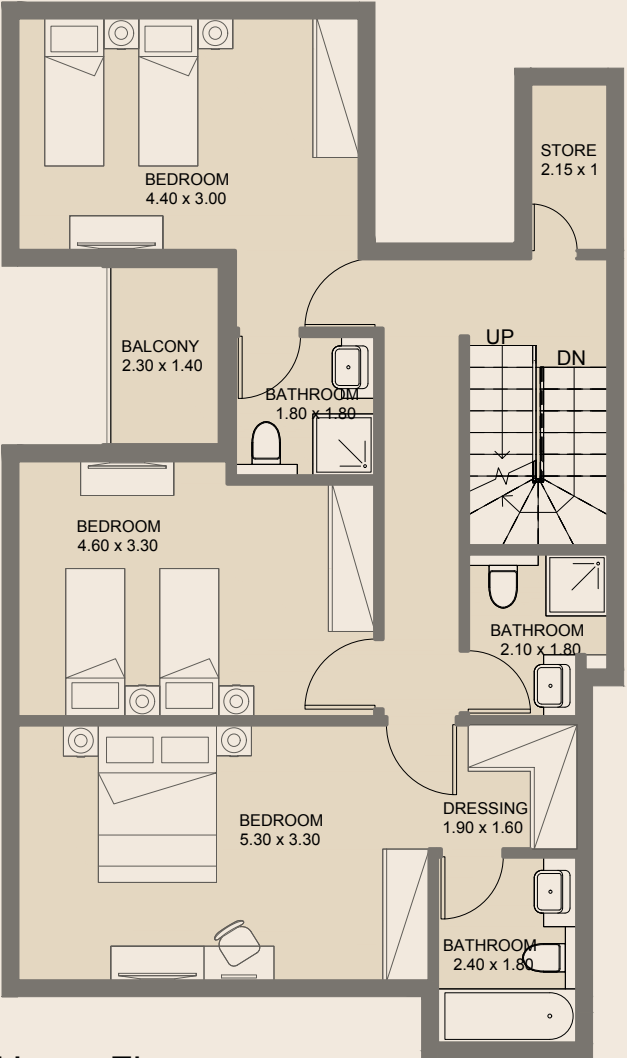 BEDROOM
4.40 x 3.00
STORE
2.15 x 1
BALCONY
2.30 x 1.40
UP
DN
BATHROOM
1.80 x 1.80
BEDROOM
4.60 x 3.30
BATHROOM
2.10 x 1.80
BEDROOM
5.30 x 3.30
DRESSING
1.90 x 1.60
BATHROOM
2.40 x 1.80